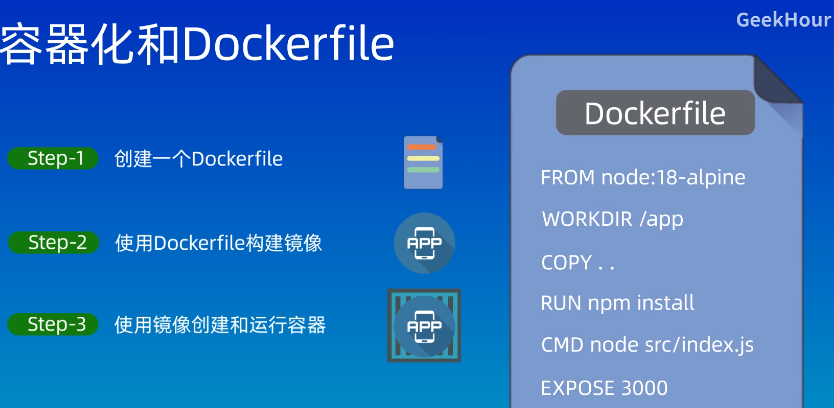 GeekHour
容器化和Dockerfile
Step-1 创建一个Dockerfile
Step-2 使用Dockerfile构建镜像
APP
Step-3 使用镜像创建和运行容器
APP
Dockerfile
FROM node:18-alpine
WORKDIR /app
COPY . .
RUN npm install
CMD node src/index.js
EXPOSE 3000